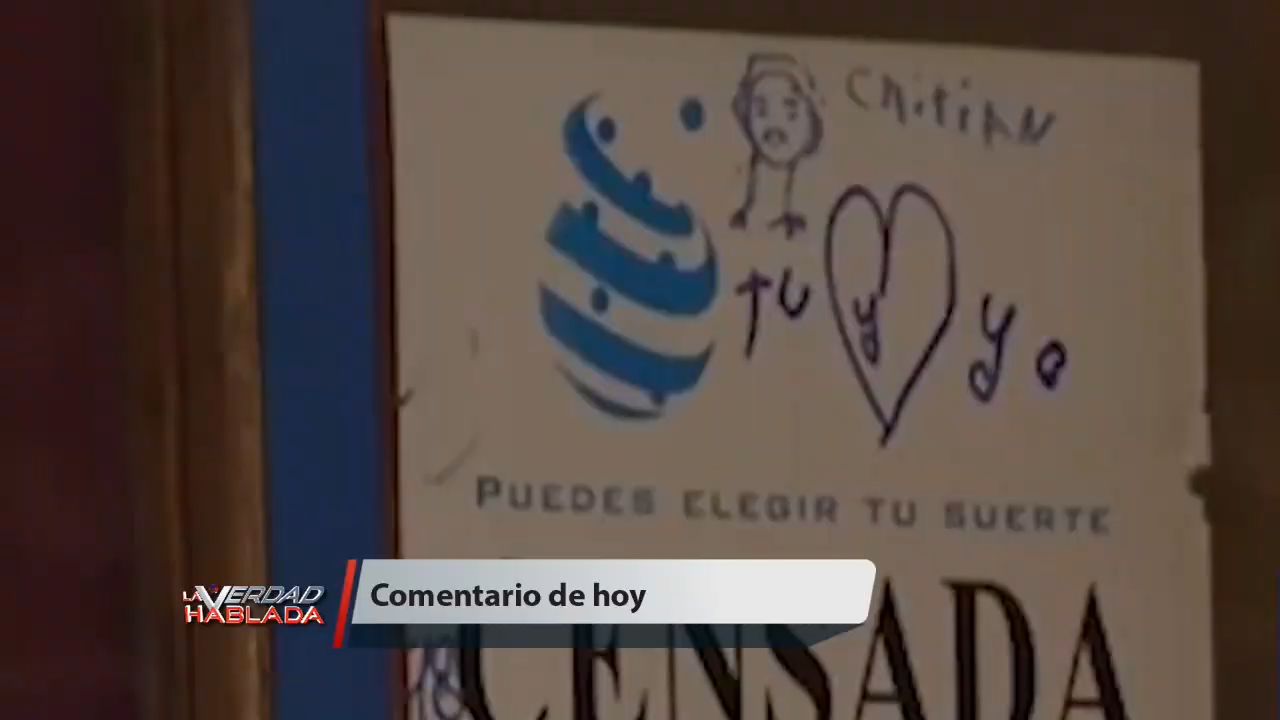 CHitiAN
TU y yo
PUEDES ELEGIR TU SUERTE
LA VERDAD
HABLADA
Comentario de hoy
CENSADA